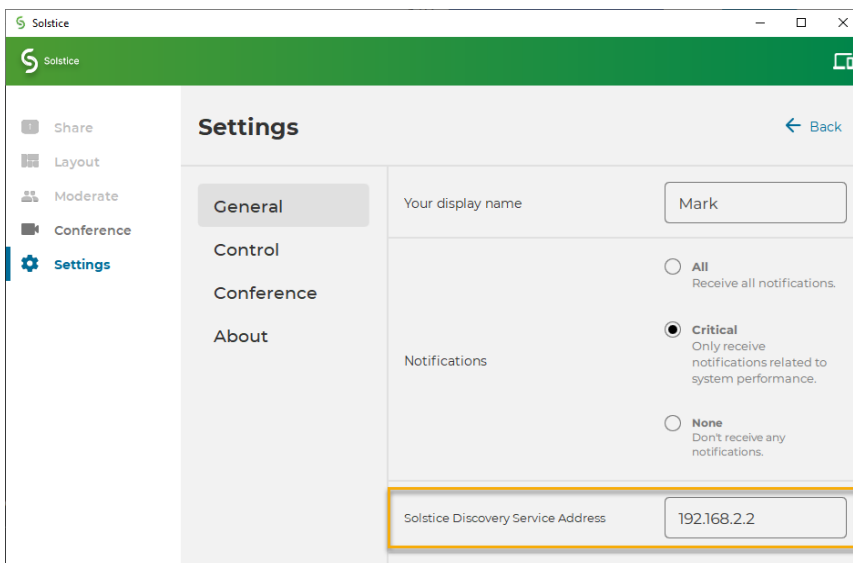 Solstice
Solstice
Share
Layout
Moderate
Conference
Settings
Settings
Back
General
Control
Conference
About
Your display name
Mark
Notifications
All
Receive all notifications.
Critical
Only receive
notifications related to
system performance.
None
Don't receive any
notifications.
Solstice Discovery Service Address
192.168.2.2